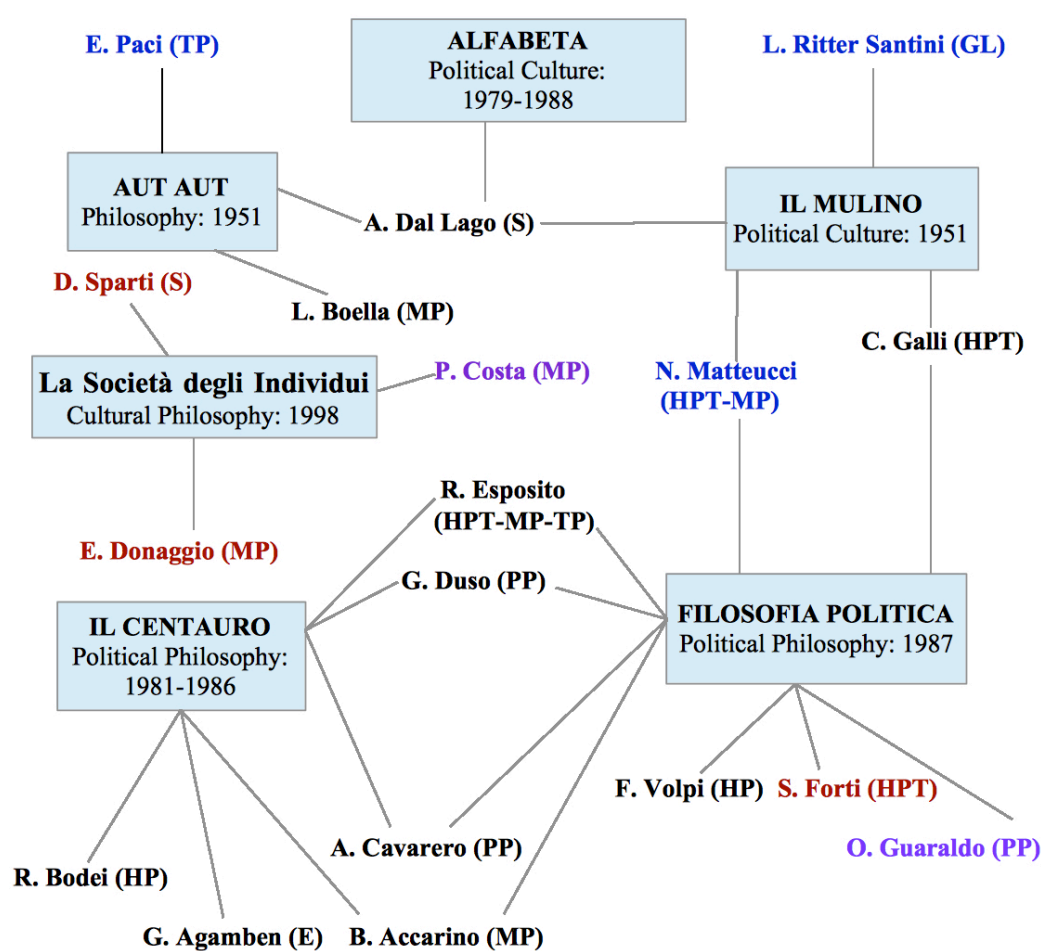 E. Paci (TP)
ALFABETA
Political Culture:
1979-1988
L. Ritter Santini (GL)
AUT AUT
Philosophy: 1951
A. Dal Lago (S)
IL MULINO
Political Culture: 1951
D. Sparti (S)
L. Boella (MP)
C. Galli (HPT)
La Società degli Individui
Cultural Philosophy: 1998
P. Costa (MP)
N. Matteucci
(HPT-MP)
R. Esposito
(HPT-MP-TP)
E. Donaggio (MP)
G. Duso (PP)
IL CENTAURO
Political Philosophy:
1981-1986
FILOSOFIA POLITICA
Political Philosophy: 1987
F. Volpi (HP)
S. Forti (HPT)
A. Cavarero (PP)
O. Guaraldo (PP)
R. Bodei (HP)
G. Agamben (E)
B. Accarino (MP)